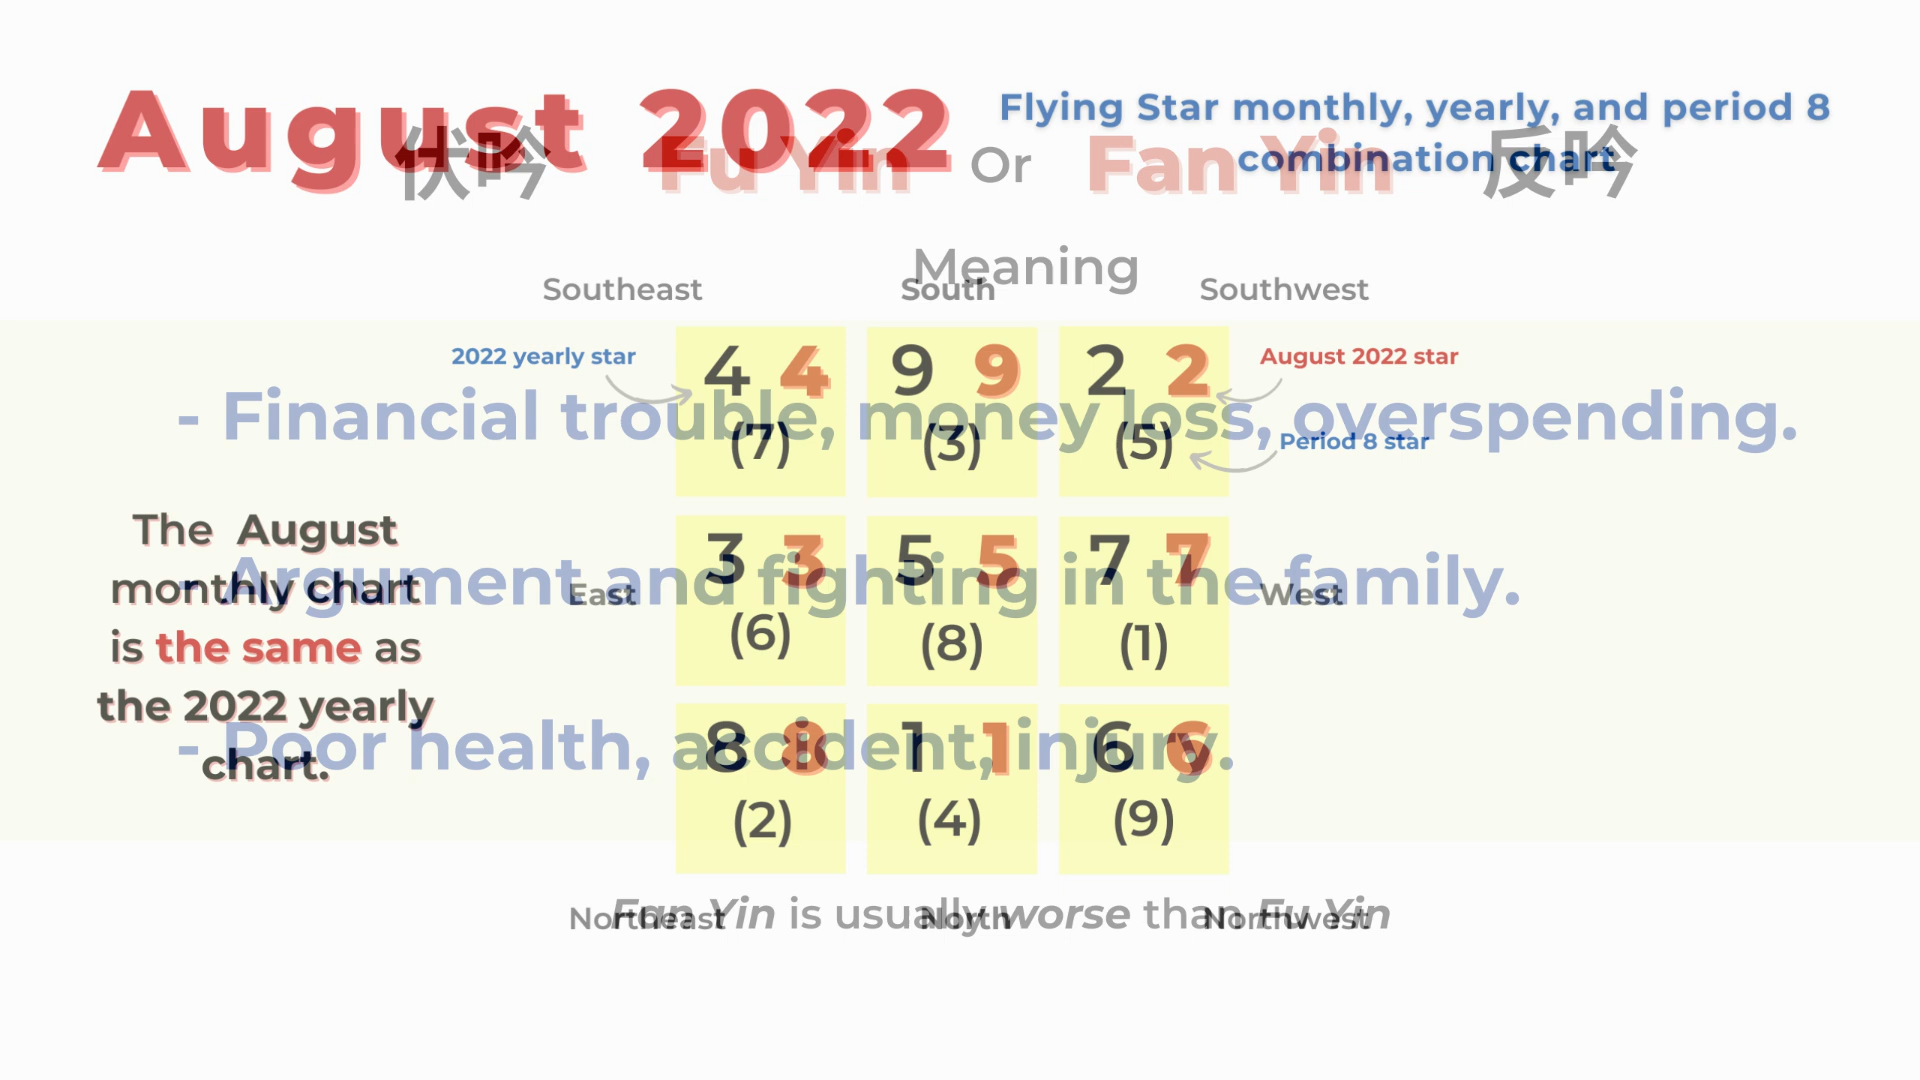 August 2022
Flying Star monthly, yearly, and period 8
combination chart
伏吟 Fu Yin Or Fan Yin 反吟
Meaning
Southeast South Southwest
2022 yearly star
August 2022 star
Period 8 star
4 4 9 9 2 2
(7) (3) (5)
- Financial trouble, money loss, overspending.
East
West
3 3 5 5 7 7
(6) (8) (1)
- Argument and fighting in the family.
8 8 1 1 6 6
(2) (4) (9)
- Poor health, accident, injury.
The August
monthly chart
is the same as
the 2022 yearly
chart.
Northeast North Northwest
Fan Yin is usually worse than Fu Yin